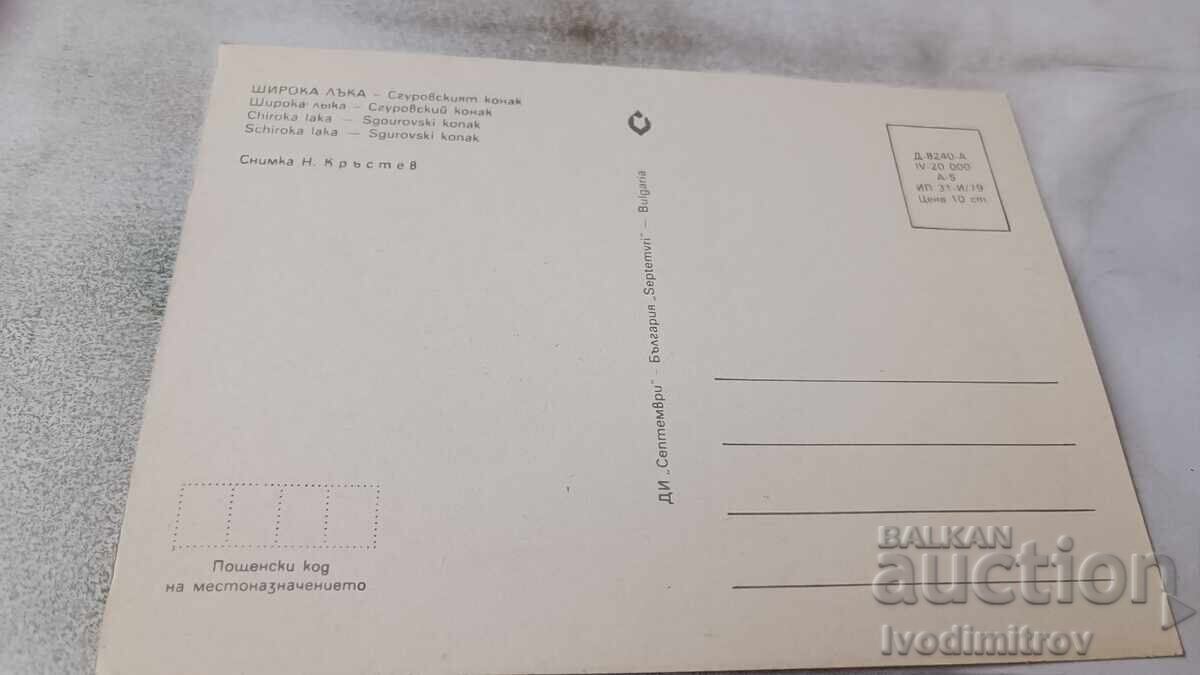 ШИРОКА ЛЪКА – Сгуровският конак
Широка лыка – Сгуровский конак
Chiroka laka — Sgourovski konak
Schiroka laka — Sgurovski konak
Снимка Н. Кръстев
Пощенски код
на местоназначението
ДИ „Септември" – България „Septemvri" – Bulgaria
Д-8240-А
IV-20 000
А-5
ИП 31-И/79
Цена 10 ст.
BALKAN
auction
Ivodimitrov